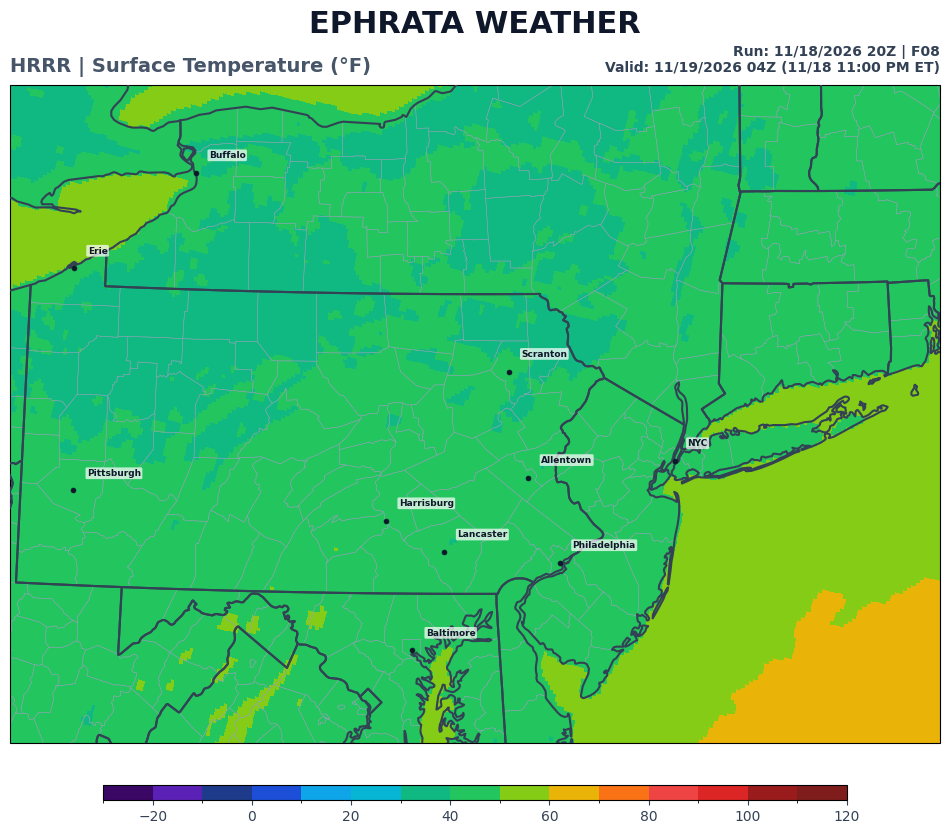 EPHRATA WEATHER
HRRR | Surface Temperature (°F)
Run: 11/18/2026 20Z | F08
Valid: 11/19/2026 04Z (11/18 11:00 PM ET)
Buffalo
Erie
Scranton
NYC
Allentown
Pittsburgh
Harrisburg
Lancaster
Philadelphia
Baltimore
−20 0 20 40 60 80 100 120